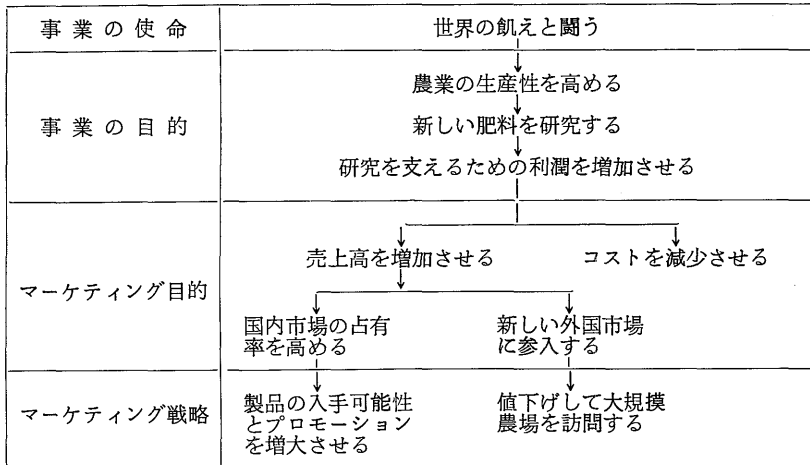 事業の使命
世界の飢えと闘う
事業の目的
農業の生産性を高める
新しい肥料を研究する
研究を支えるための利潤を増加させる
マーケティング目的
売上高を増加させる
コストを減少させる
国内市場の占有
率を高める
新しい外国市場
に参入する
マーケティング戦略
製品の入手可能性
とプロモーション
を増大させる
値下げして大規摸
農場を訪問する